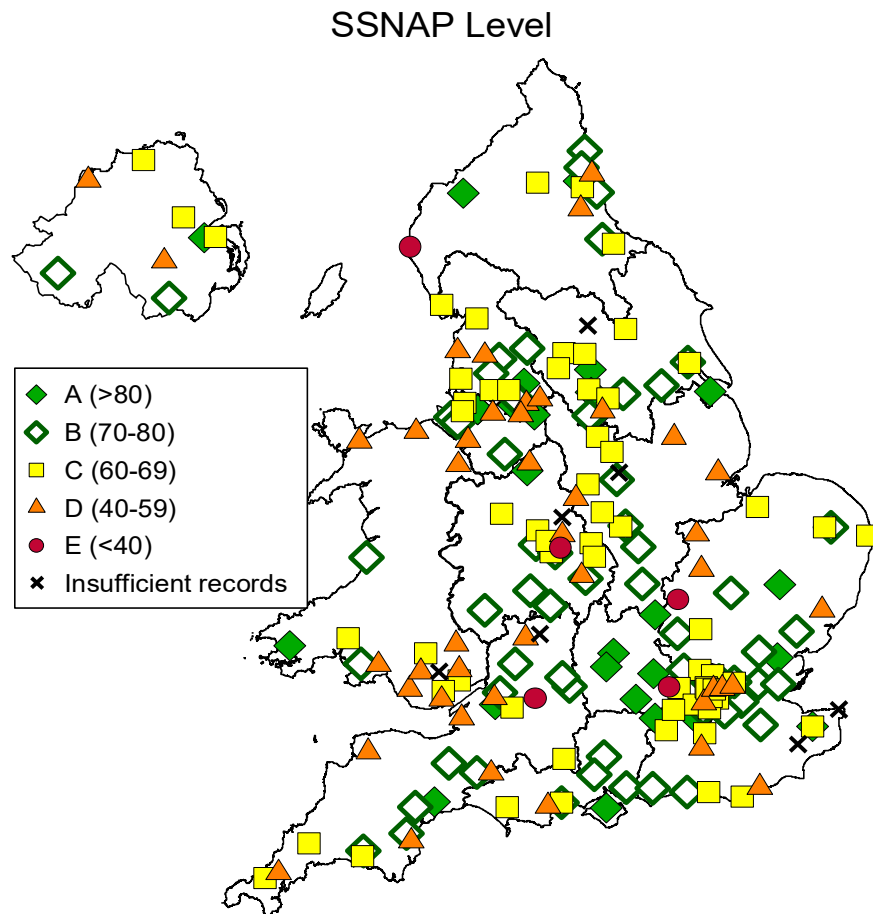 SSNAP Level
A (>80)
B (70-80)
C (60-69)
D (40-59)
E (<40)
Insufficient records